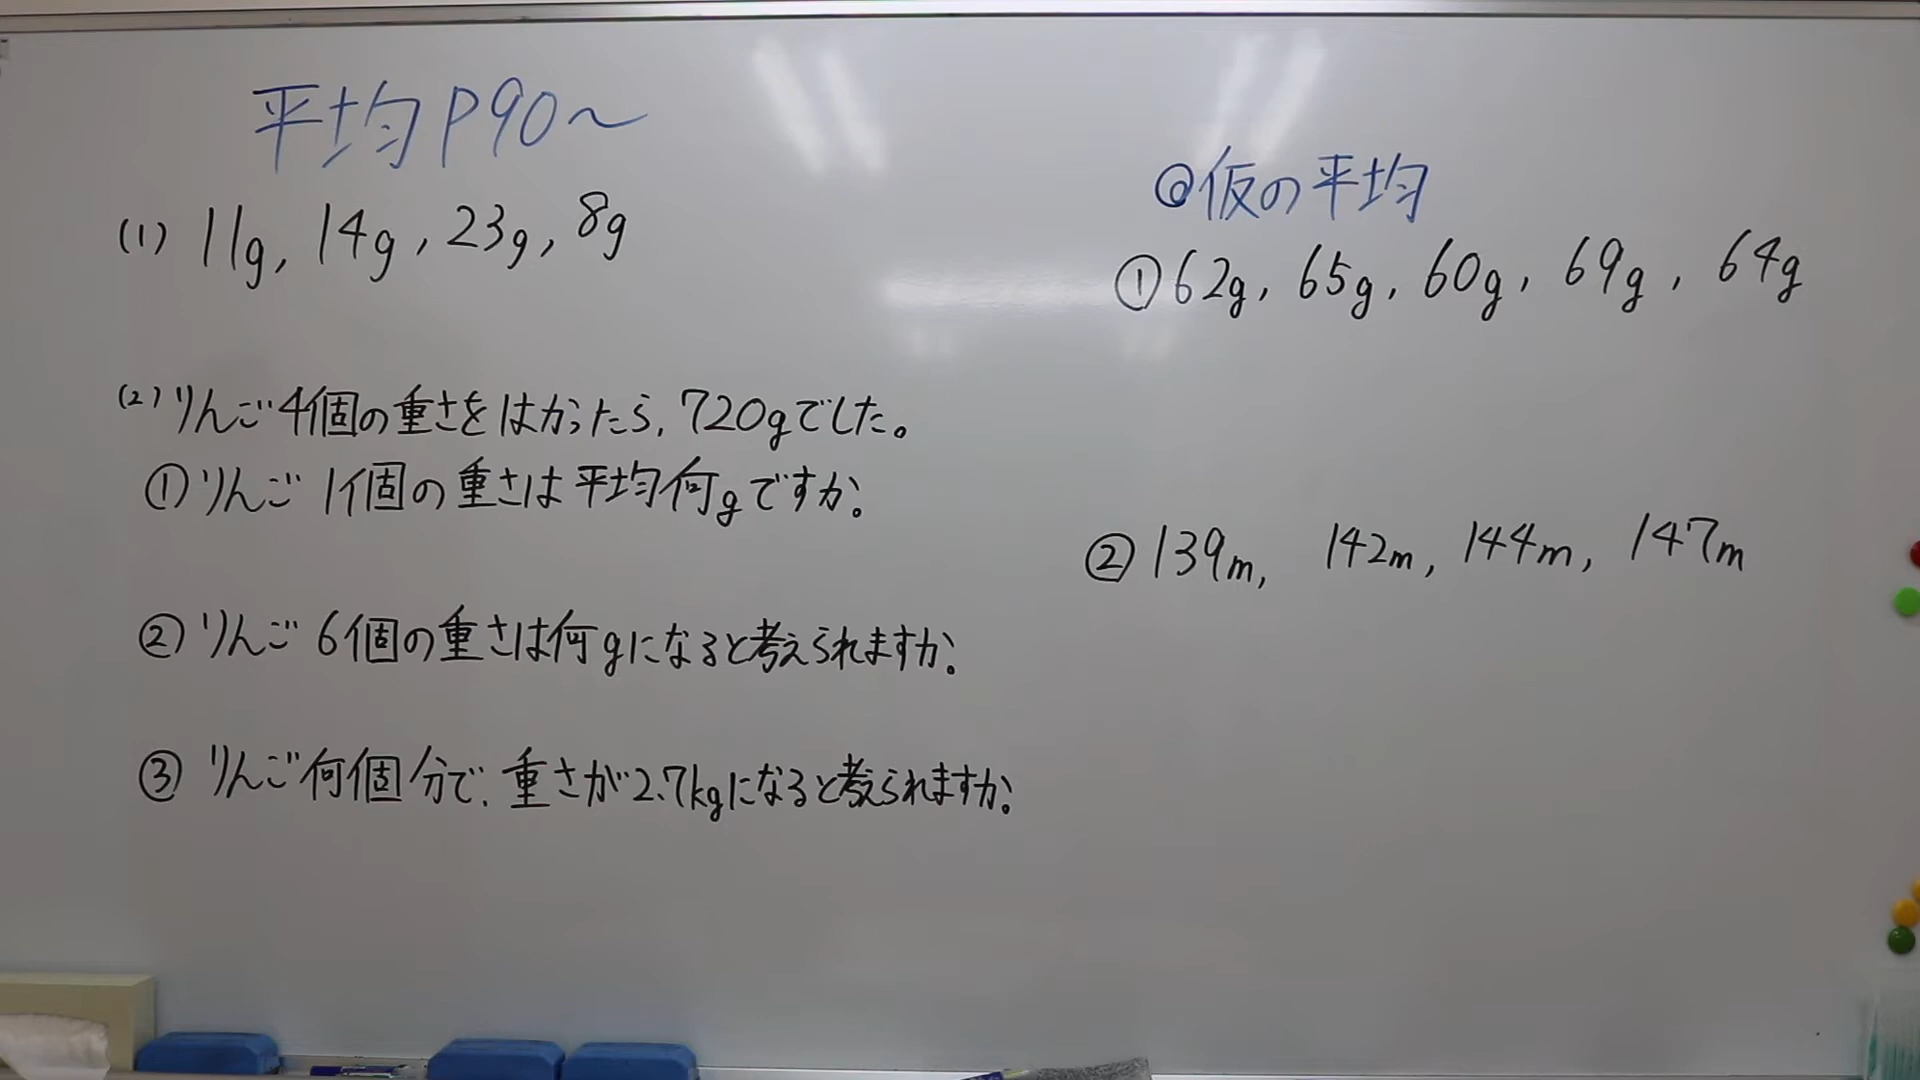 平均 P90〜
(1) 11g, 14g, 23g, 8g
(2) りんご4個の重さをはかったら、720gでした。
① りんご 1個の重さは平均何gですか。
② りんご 6個の重さは何gになると考えられますか。
③ りんご何個分で、重さが2.7kgになると考えられますか。
◎仮の平均
① 62g, 65g, 60g, 69g, 64g
② 139m, 142m, 144m, 147m